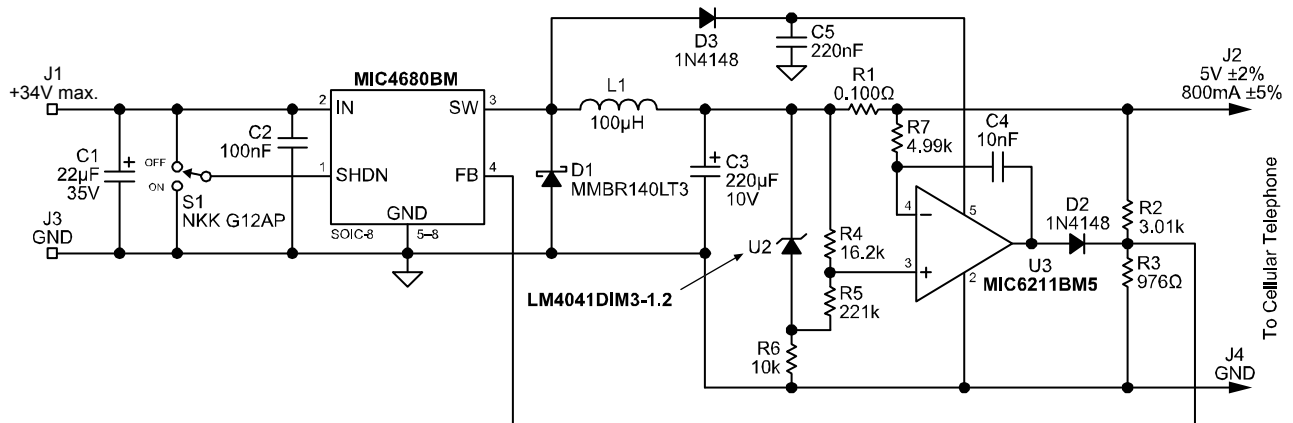 J1
+34V max.
C1
22µF
35V
J3
GND
OFF
ON
S1
NKK G12AP
C2
100nF
MIC4680BM
2
IN
SW
3
1
SHDN
FB
4
GND
SOIC-8
5–8
D3
1N4148
C5
220nF
L1
100µH
D1
MMBR140LT3
C3
220µF
10V
U2
LM4041DIM3-1.2
R1
0.100Ω
R4
16.2k
R5
221k
R6
10k
R7
4.99k
C4
10nF
4
–
5
3
+
2
U3
MIC6211BM5
D2
1N4148
R2
3.01k
R3
976Ω
J2
5V ±2%
800mA ±5%
To Cellular Telephone
J4
GND